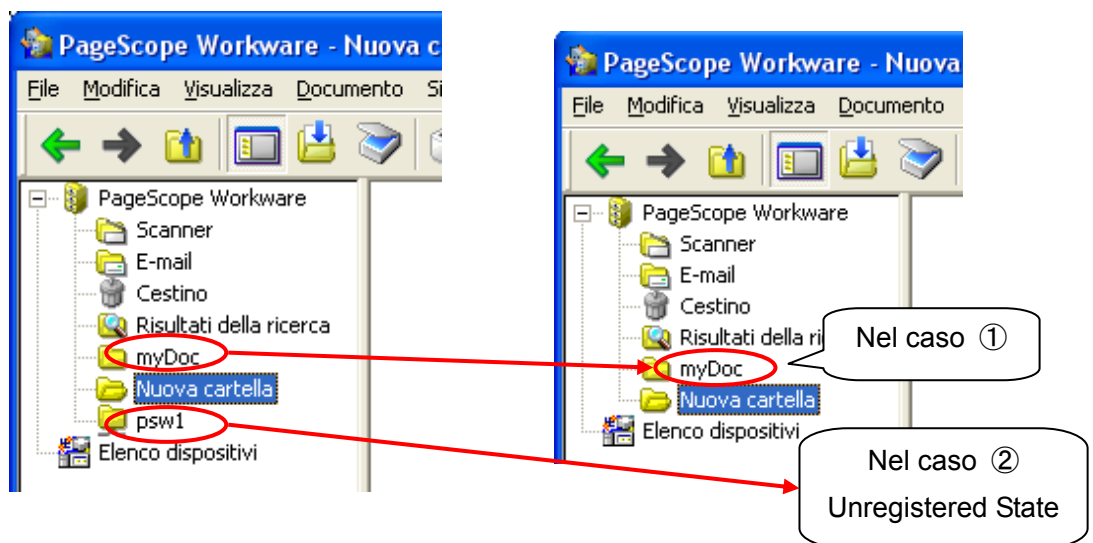 PageScope Workware - Nuova c
File Modifica Visualizza Documento Si
PageScope Workware
Scanner
E-mail
Cestino
Risultati della ricerca
myDoc
Nuova cartella
psw1
Elenco dispositivi
PageScope Workware - Nuova
File Modifica Visualizza Documento
PageScope Workware
Scanner
E-mail
Cestino
Risultati della ri
myDoc
Nuova cartella
Elenco dispositivi
Nel caso ①
Nel caso ②
Unregistered State